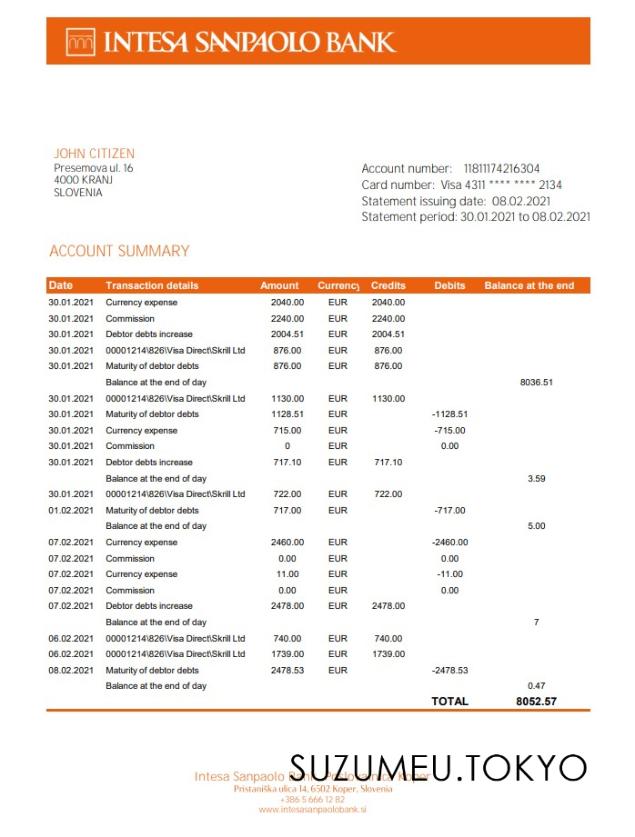 INTESA SANPAOLO BANK
JOHN CITIZEN
Presernova ul. 16
4000 KRANJ
SLOVENIA
Account number: 11811174216304
Card number: Visa 4311 **** **** 2134
Statement issuing date: 08.02.2021
Statement period: 30.01.2021 to 08.02.2021
ACCOUNT SUMMARY
Date Transaction details Amount Currency Credits Debits Balance at the end
30.01.2021 Currency expense 2040.00 EUR 2040.00
30.01.2021 Commission 2240.00 EUR 2240.00
30.01.2021 Debtor debts increase 2004.51 EUR 2004.51
30.01.2021 00001214\826\Visa Direct\Skrill Ltd 876.00 EUR 876.00
30.01.2021 Maturity of debtor debts 876.00 EUR 876.00
Balance at the end of day 8036.51
30.01.2021 00001214\826\Visa Direct\Skrill Ltd 1130.00 EUR 1130.00
30.01.2021 Maturity of debtor debts 1128.51 EUR -1128.51
30.01.2021 Currency expense 715.00 EUR -715.00
30.01.2021 Commission 0 EUR 0.00
30.01.2021 Debtor debts increase 717.10 EUR 717.10
Balance at the end of day 3.59
30.01.2021 00001214\826\Visa Direct\Skrill Ltd 722.00 EUR 722.00
01.02.2021 Maturity of debtor debts 717.00 EUR -717.00
Balance at the end of day 5.00
07.02.2021 Currency expense 2460.00 EUR -2460.00
07.02.2021 Commission 0.00 EUR 0.00
07.02.2021 Currency expense 11.00 EUR -11.00
07.02.2021 Commission 0.00 EUR 0.00
07.02.2021 Debtor debts increase 2478.00 EUR 2478.00
Balance at the end of day 7
06.02.2021 00001214\826\Visa Direct\Skrill Ltd 740.00 EUR 740.00
06.02.2021 00001214\826\Visa Direct\Skrill Ltd 1739.00 EUR 1739.00
08.02.2021 Maturity of debtor debts 2478.53 EUR -2478.53
Balance at the end of day 0.47
TOTAL 8052.57
SUZUMEU.TOKYO
Intesa Sanpaolo Bank, Poslovalnica Koper
Pristaniška ulica 14, 6502 Koper, Slovenia
+386 5 666 12 82
www.intesasanpaolobank.si